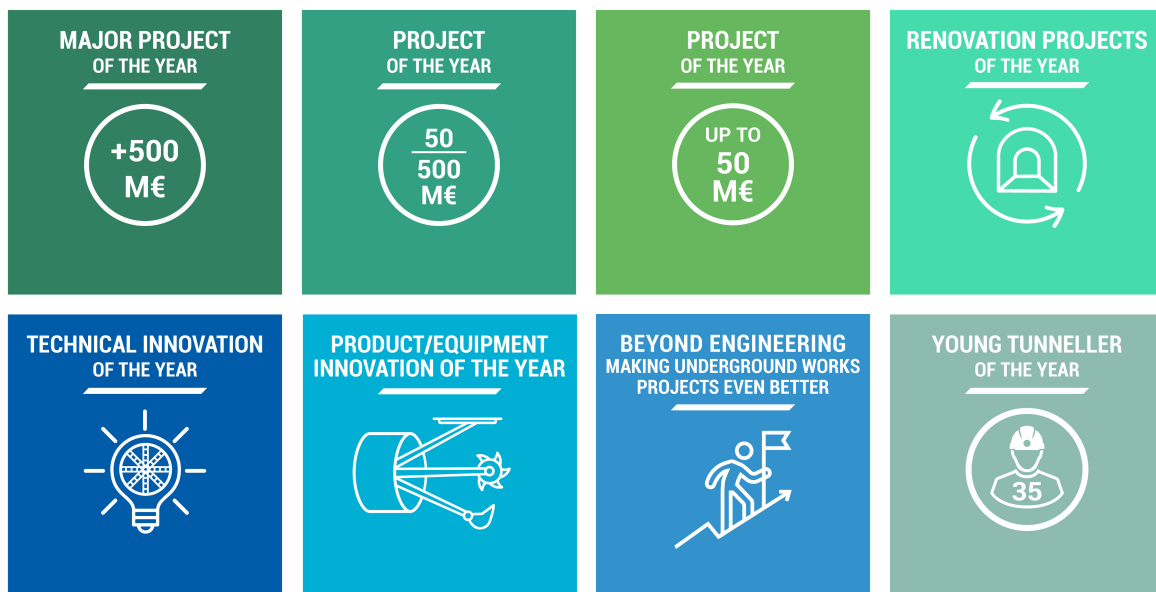 MAJOR PROJECT
OF THE YEAR
+500
M€
PROJECT
OF THE YEAR
50
500
M€
PROJECT
OF THE YEAR
UP TO
50
M€
RENOVATION PROJECTS
OF THE YEAR
TECHNICAL INNOVATION
OF THE YEAR
PRODUCT/EQUIPMENT
INNOVATION OF THE YEAR
BEYOND ENGINEERING
MAKING UNDERGROUND WORKS
PROJECTS EVEN BETTER
YOUNG TUNNELLER
OF THE YEAR
35